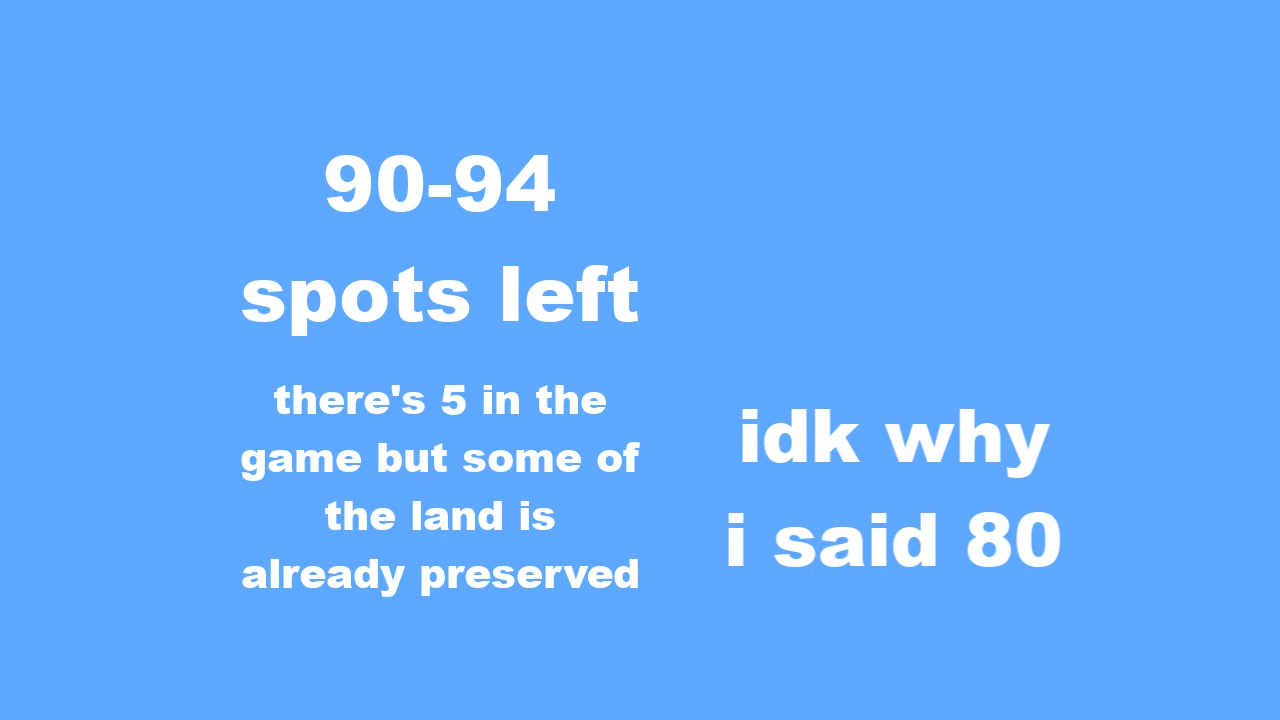 90-94
spots left
there's 5 in the
game but some of
the land is
already preserved
idk why
i said 80